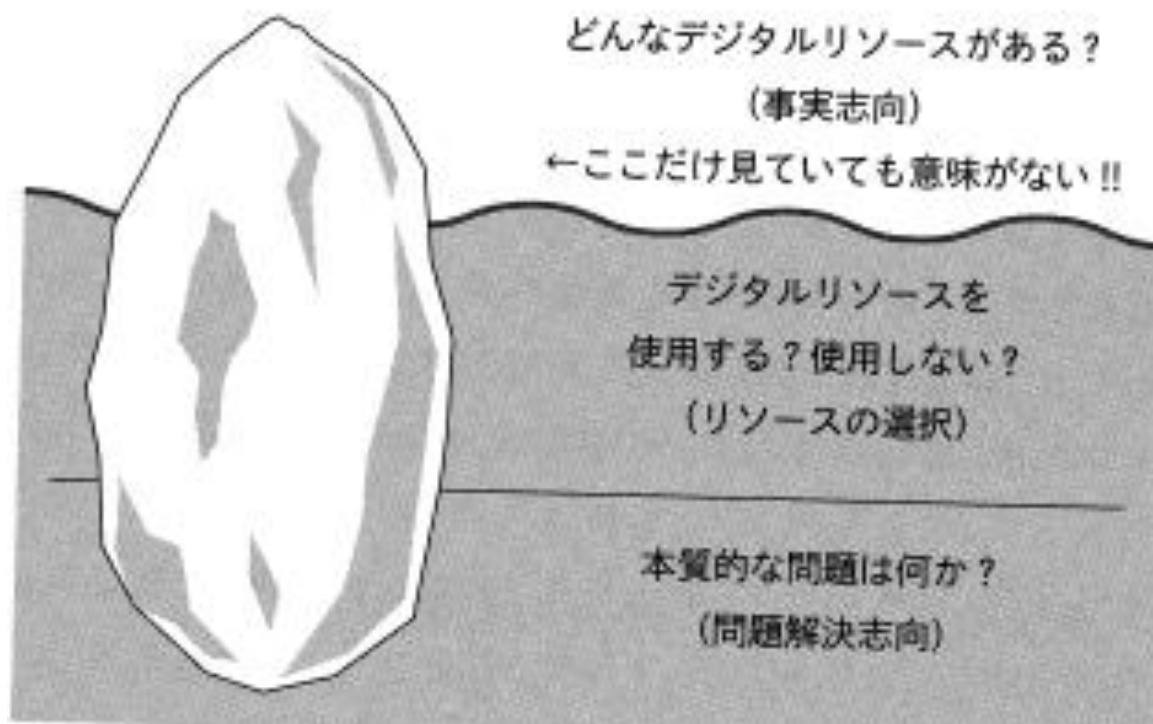 どんなデジタルリソースがある?
(事実志向)
←ここだけ見ていても意味がない!!
デジタルリソースを
使用する?使用しない?
(リソースの選択)
本質的な問題は何か?
(問題解決志向)